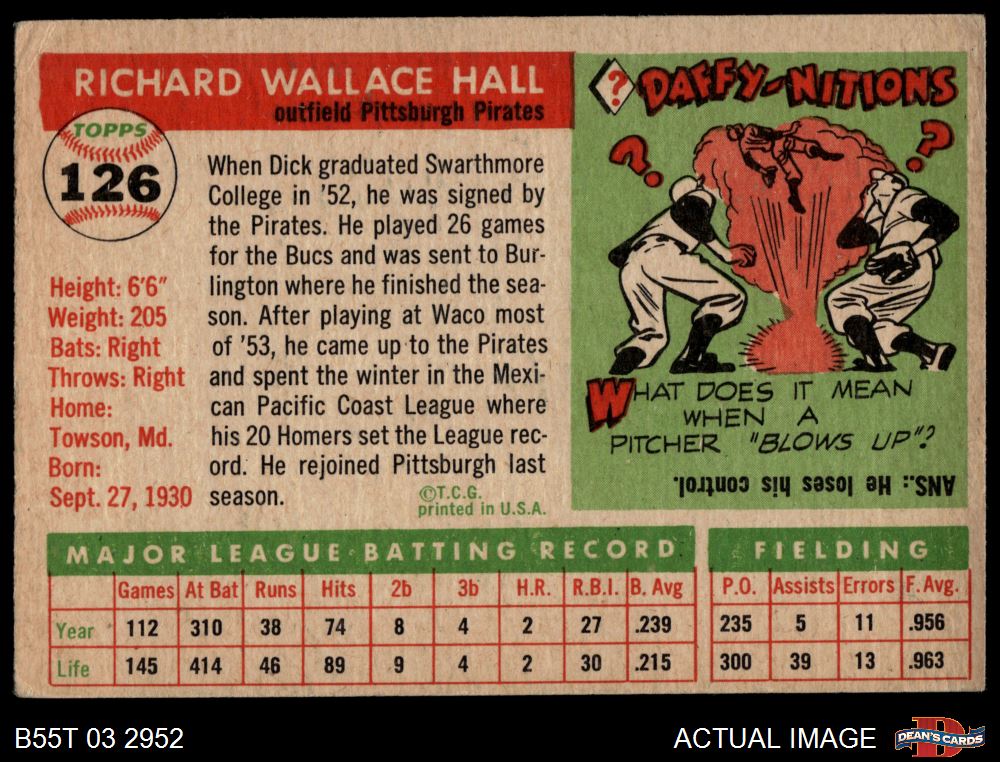 RICHARD WALLACE HALL
outfield Pittsburgh Pirates
TOPPS
126
Height: 6'6"
Weight: 205
Bats: Right
Throws: Right
Home:
Towson, Md.
Born:
Sept. 27, 1930
When Dick graduated Swarthmore
College in '52, he was signed by
the Pirates. He played 26 games
for the Bucs and was sent to Bur-
lington where he finished the sea-
son. After playing at Waco most
of '53, he came up to the Pirates
and spent the winter in the Mexi-
can Pacific Coast League where
his 20 Homers set the League rec-
ord. He rejoined Pittsburgh last
season.
©T.C.G.
printed in U.S.A.
? DAFFY-NITIONS
? ?
WHAT DOES IT MEAN
WHEN A
PITCHER "BLOWS UP"?
ANS.: He loses his control.
MAJOR LEAGUE BATTING RECORD
Games At Bat Runs Hits 2b 3b H.R. R.B.I. B. Avg
Year 112 310 38 74 8 4 2 27 .239
Life 145 414 46 89 9 4 2 30 .215
FIELDING
P.O. Assists Errors F. Avg.
235 5 11 .956
300 39 13 .963
B55T 03 2952
ACTUAL IMAGE
DEAN'S CARDS